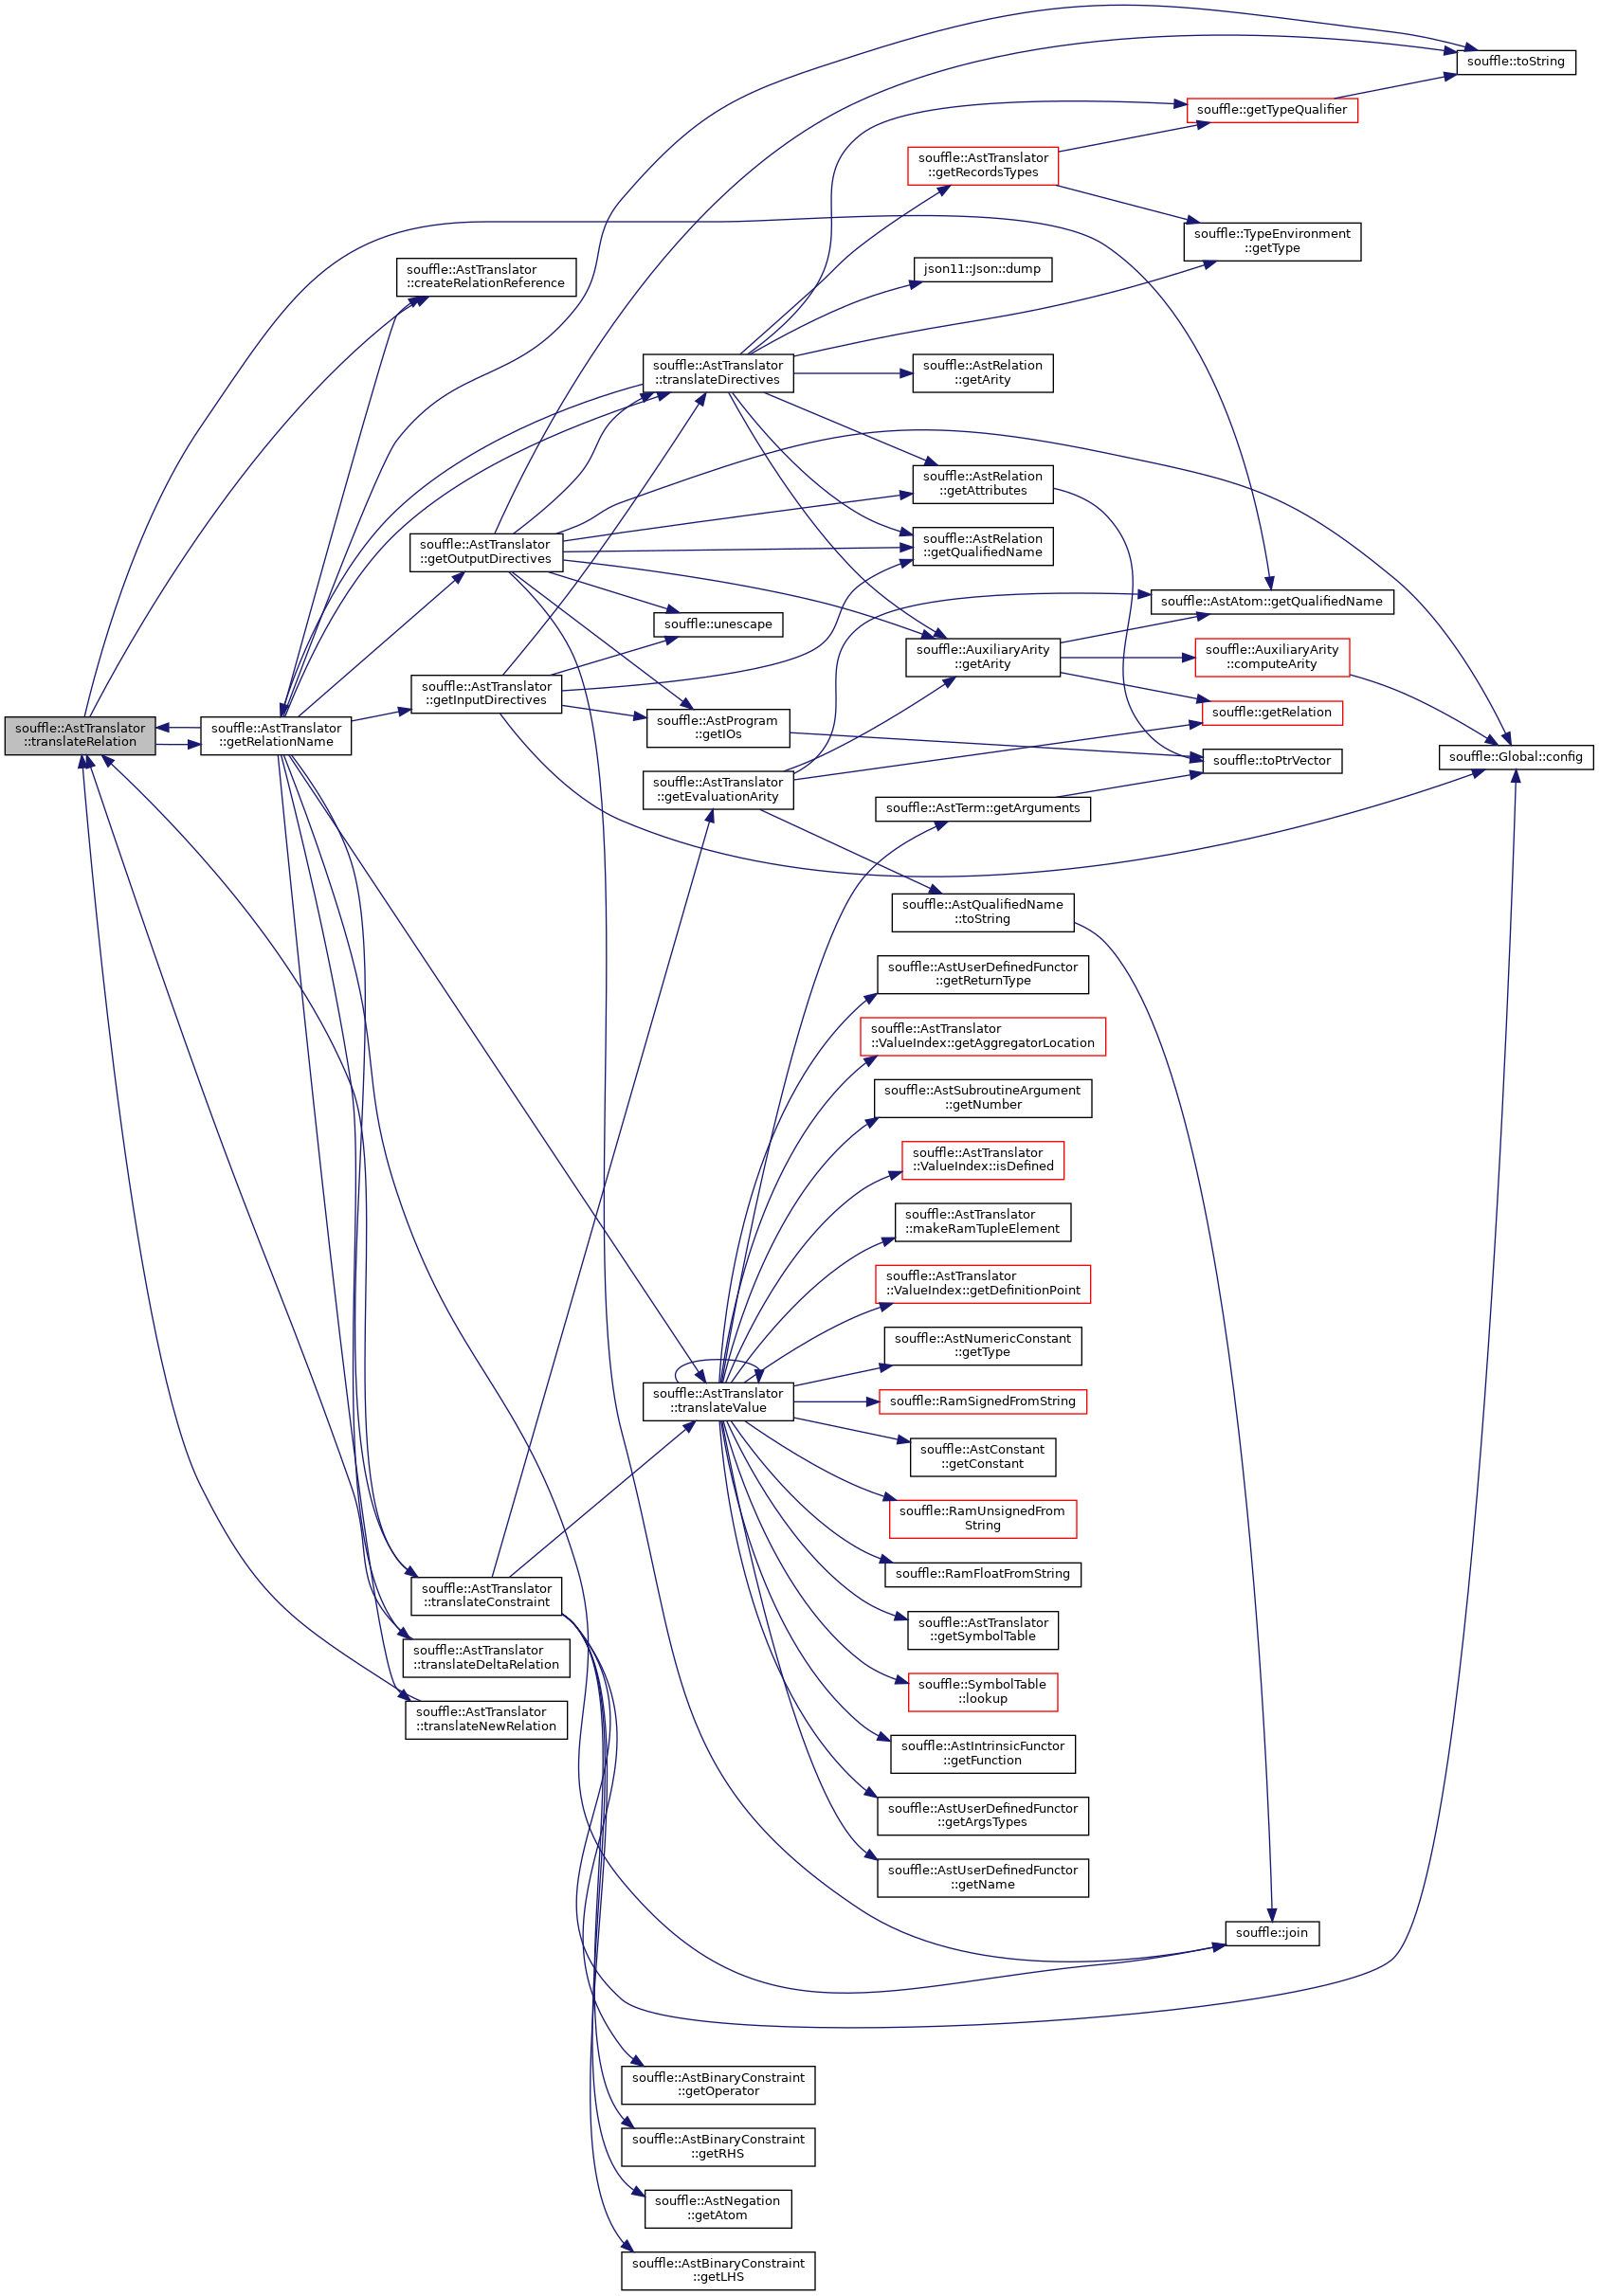 souffle::toString
souffle::getTypeQualifier
souffle::AstTranslator
::getRecordsTypes
souffle::TypeEnvironment
::getType
souffle::AstTranslator
::createRelationReference
json11::Json::dump
souffle::AstTranslator
::translateDirectives
souffle::AstRelation
::getArity
souffle::AstRelation
::getAttributes
souffle::AstTranslator
::getOutputDirectives
souffle::AstRelation
::getQualifiedName
souffle::AstAtom::getQualifiedName
souffle::unescape
souffle::AuxiliaryArity
::getArity
souffle::AuxiliaryArity
::computeArity
souffle::AstTranslator
::getInputDirectives
souffle::getRelation
souffle::AstTranslator
::translateRelation
souffle::AstTranslator
::getRelationName
souffle::AstProgram
::getIOs
souffle::toPtrVector
souffle::Global::config
souffle::AstTranslator
::getEvaluationArity
souffle::AstTerm::getArguments
souffle::AstQualifiedName
::toString
souffle::AstUserDefinedFunctor
::getReturnType
souffle::AstTranslator
::ValueIndex::getAggregatorLocation
souffle::AstSubroutineArgument
::getNumber
souffle::AstTranslator
::ValueIndex::isDefined
souffle::AstTranslator
::makeRamTupleElement
souffle::AstTranslator
::ValueIndex::getDefinitionPoint
souffle::AstNumericConstant
::getType
souffle::AstTranslator
::translateValue
souffle::RamSignedFromString
souffle::AstConstant
::getConstant
souffle::RamUnsignedFrom
String
souffle::RamFloatFromString
souffle::AstTranslator
::translateConstraint
souffle::AstTranslator
::getSymbolTable
souffle::AstTranslator
::translateDeltaRelation
souffle::SymbolTable
::lookup
souffle::AstTranslator
::translateNewRelation
souffle::AstIntrinsicFunctor
::getFunction
souffle::AstUserDefinedFunctor
::getArgsTypes
souffle::AstUserDefinedFunctor
::getName
souffle::join
souffle::AstBinaryConstraint
::getOperator
souffle::AstBinaryConstraint
::getRHS
souffle::AstNegation
::getAtom
souffle::AstBinaryConstraint
::getLHS